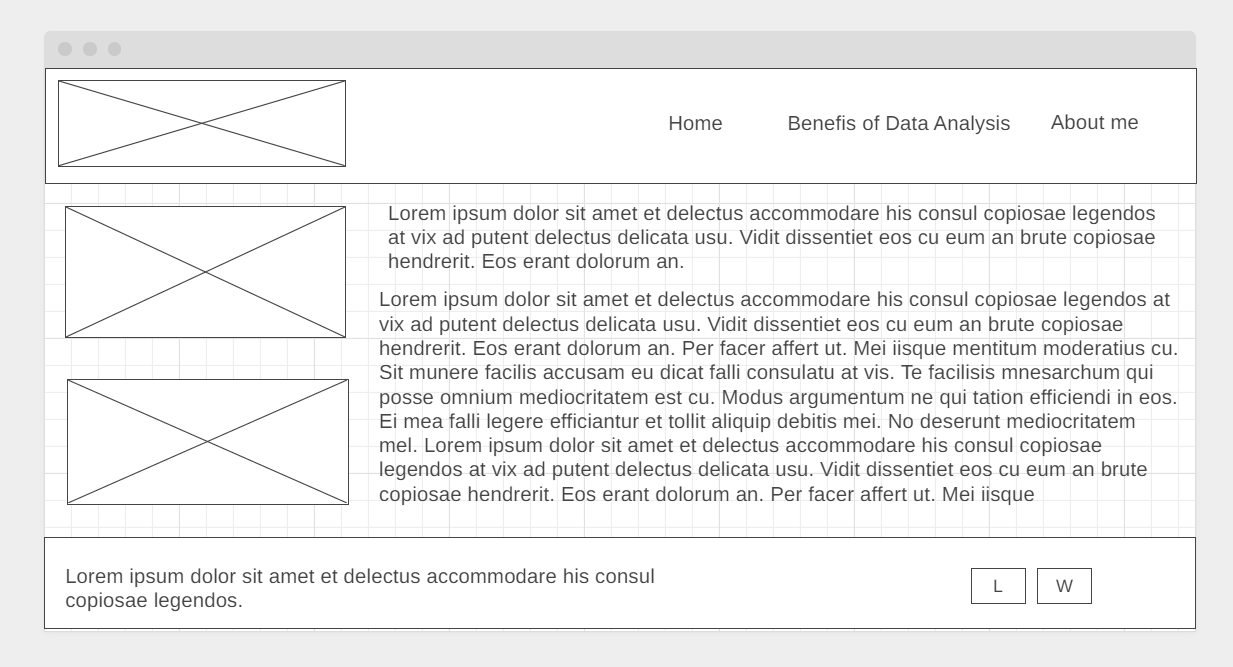 Home
Benefis of Data Analysis
About me
Lorem ipsum dolor sit amet et delectus accommodare his consul copiosae legendos
at vix ad putent delectus delicata usu. Vidit dissentiet eos cu eum an brute copiosae
hendrerit. Eos erant dolorum an.
Lorem ipsum dolor sit amet et delectus accommodare his consul copiosae legendos at
vix ad putent delectus delicata usu. Vidit dissentiet eos cu eum an brute copiosae
hendrerit. Eos erant dolorum an. Per facer affert ut. Mei iisque mentitum moderatius cu.
Sit munere facilis accusam eu dicat falli consulatu at vis. Te facilisis mnesarchum qui
posse omnium mediocritatem est cu. Modus argumentum ne qui tation efficiendi in eos.
Ei mea falli legere efficiantur et tollit aliquip debitis mei. No deserunt mediocritatem
mel. Lorem ipsum dolor sit amet et delectus accommodare his consul copiosae
legendos at vix ad putent delectus delicata usu. Vidit dissentiet eos cu eum an brute
copiosae hendrerit. Eos erant dolorum an. Per facer affert ut. Mei iisque
Lorem ipsum dolor sit amet et delectus accommodare his consul
copiosae legendos.
L
W